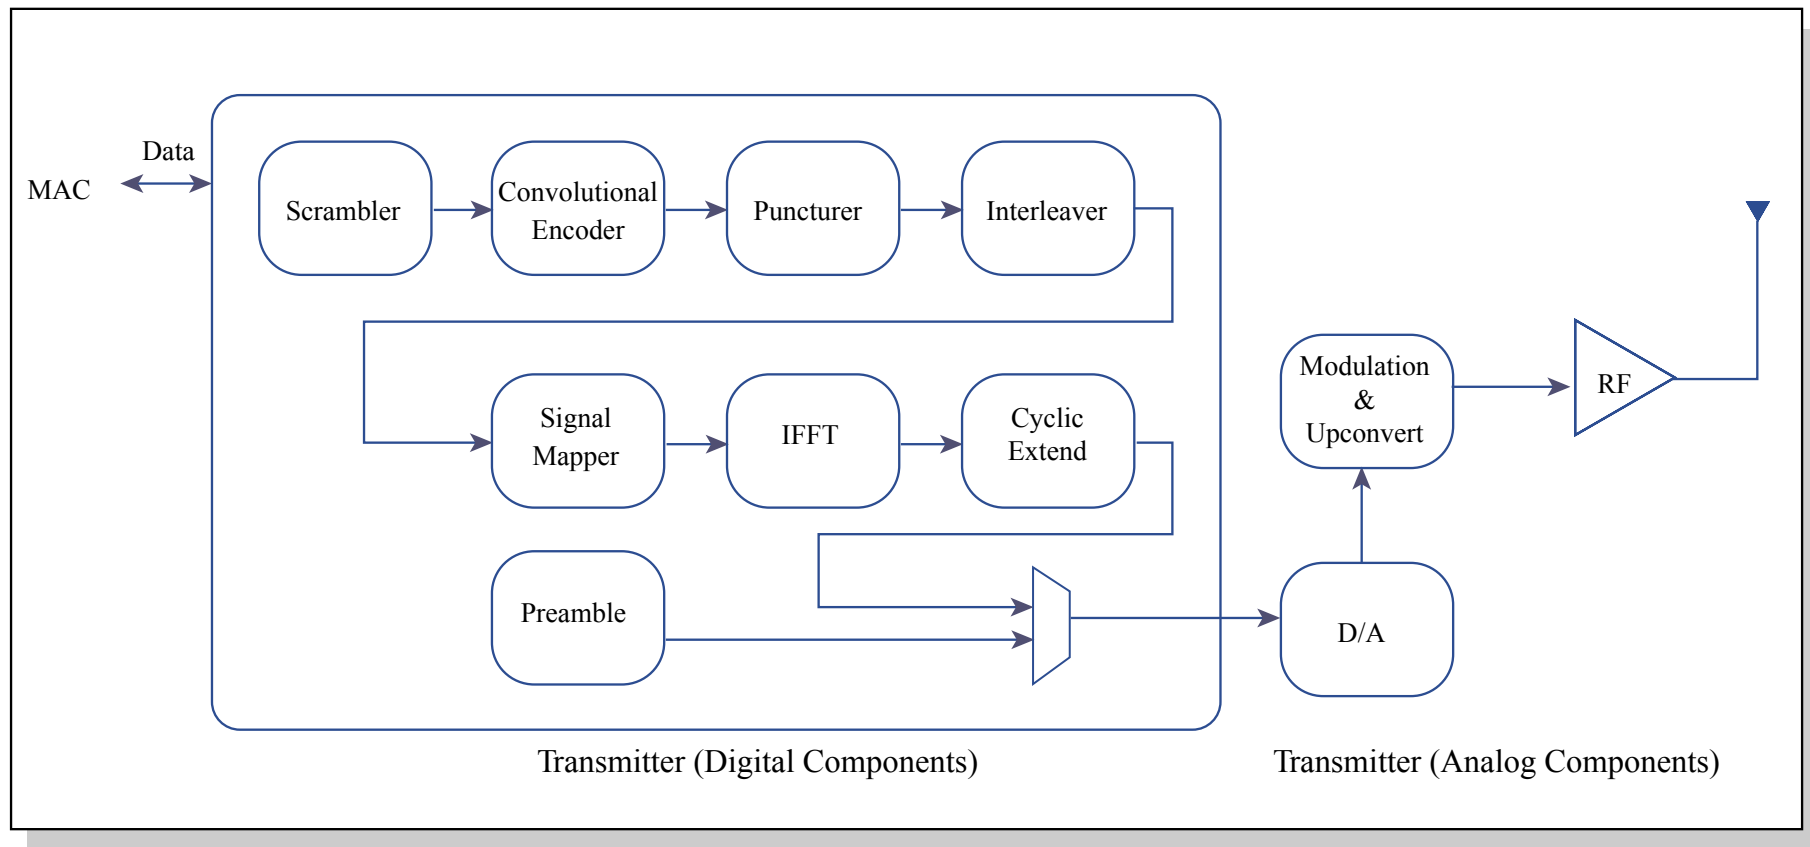 Data
MAC
Scrambler
Convolutional
Encoder
Puncturer
Interleaver
Signal
Mapper
IFFT
Cyclic
Extend
Modulation
&
Upconvert
RF
Preamble
D/A
Transmitter (Digital Components)
Transmitter (Analog Components)